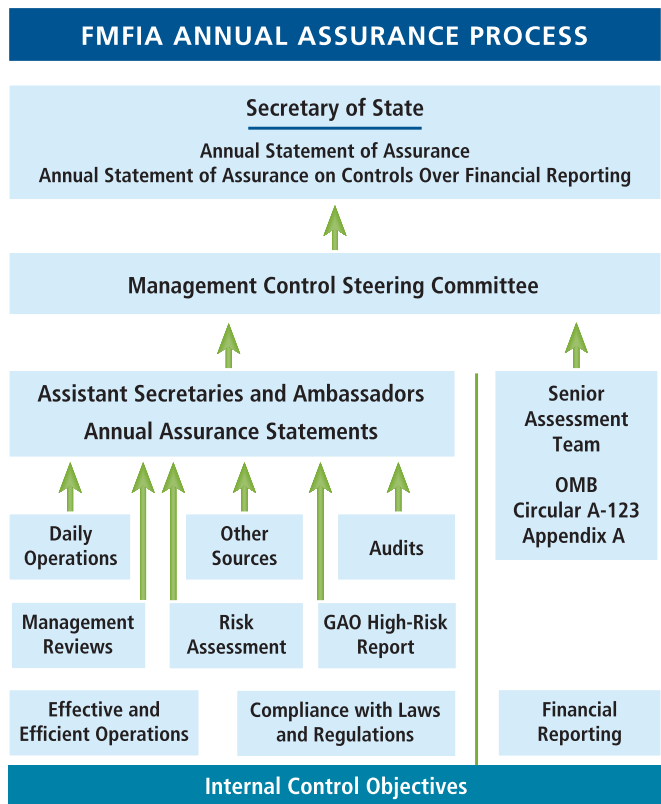 FMFIA ANNUAL ASSURANCE PROCESS
Secretary of State
Annual Statement of Assurance
Annual Statement of Assurance on Controls Over Financial Reporting
Management Control Steering Committee
Assistant Secretaries and Ambassadors
Annual Assurance Statements
Senior
Assessment
Team
OMB
Circular A-123
Appendix A
Daily
Operations
Other
Sources
Audits
Management
Reviews
Risk
Assessment
GAO High-Risk
Report
Effective and
Efficient Operations
Compliance with Laws
and Regulations
Financial
Reporting
Internal Control Objectives